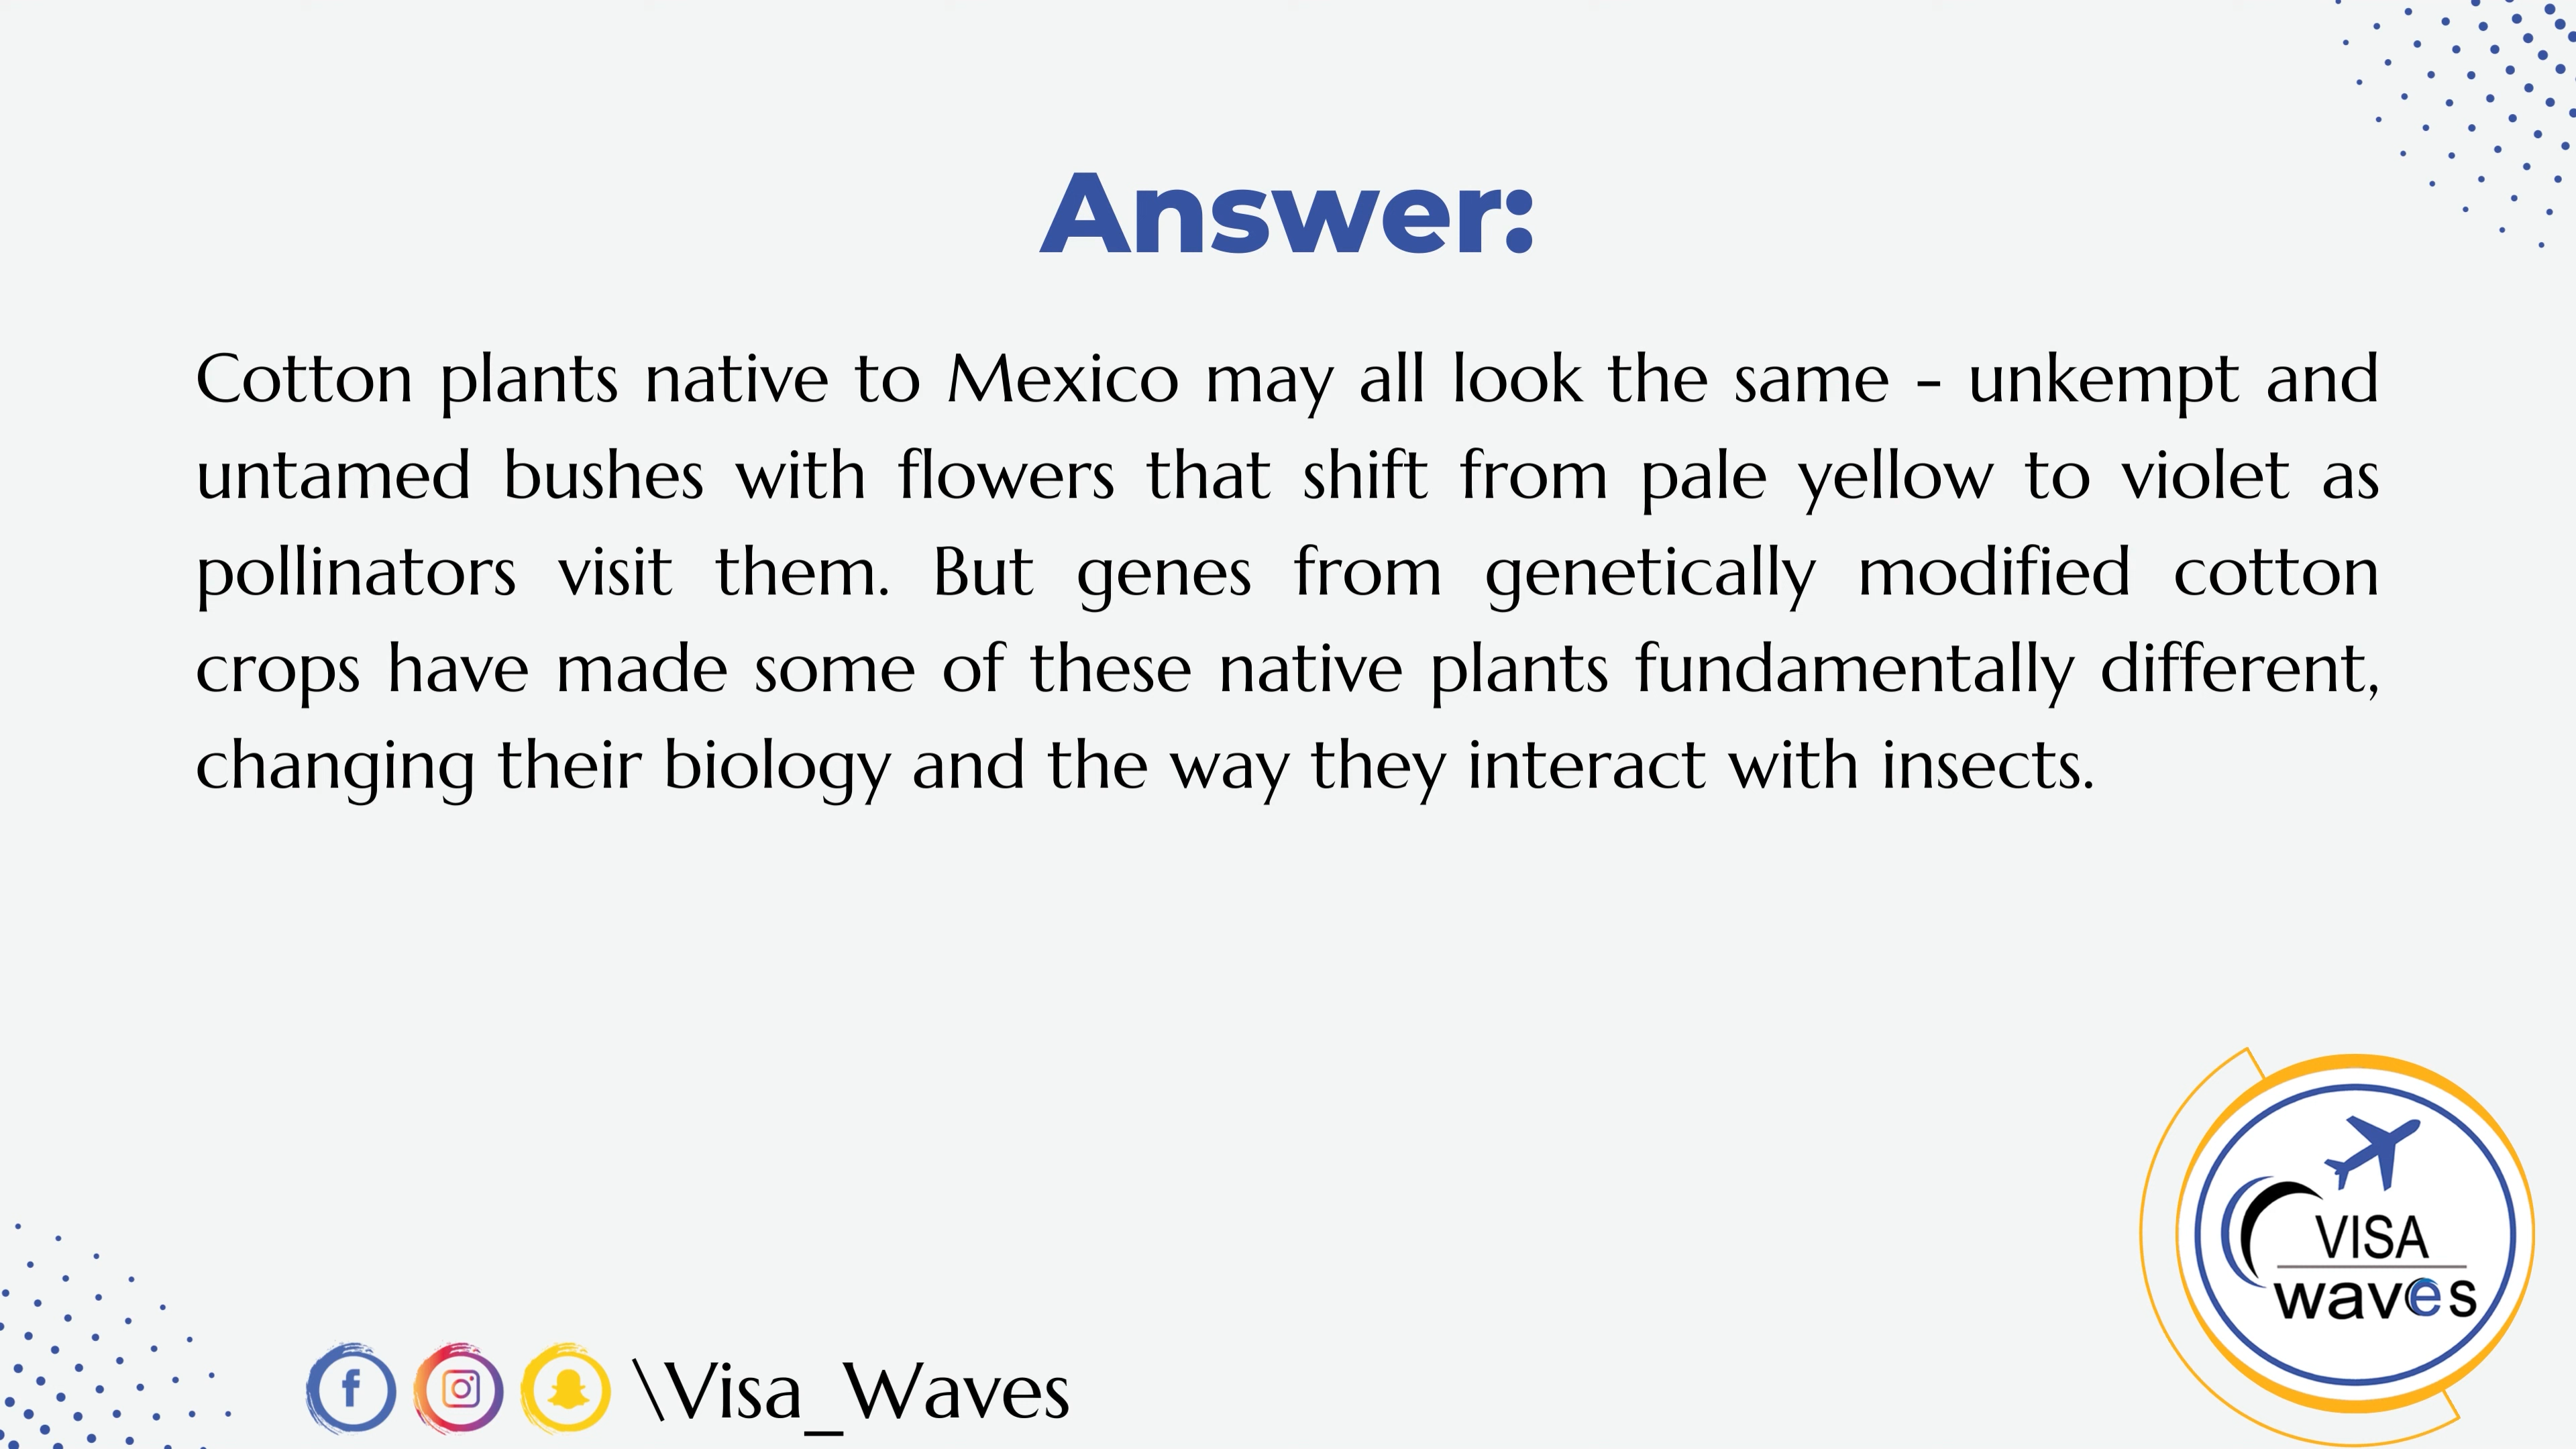 Answer:
Cotton plants native to Mexico may all look the same - unkempt and
untamed bushes with flowers that shift from pale yellow to violet as
pollinators visit them. But genes from genetically modified cotton
crops have made some of these native plants fundamentally different,
changing their biology and the way they interact with insects.
VISA
waves
\Visa_Waves